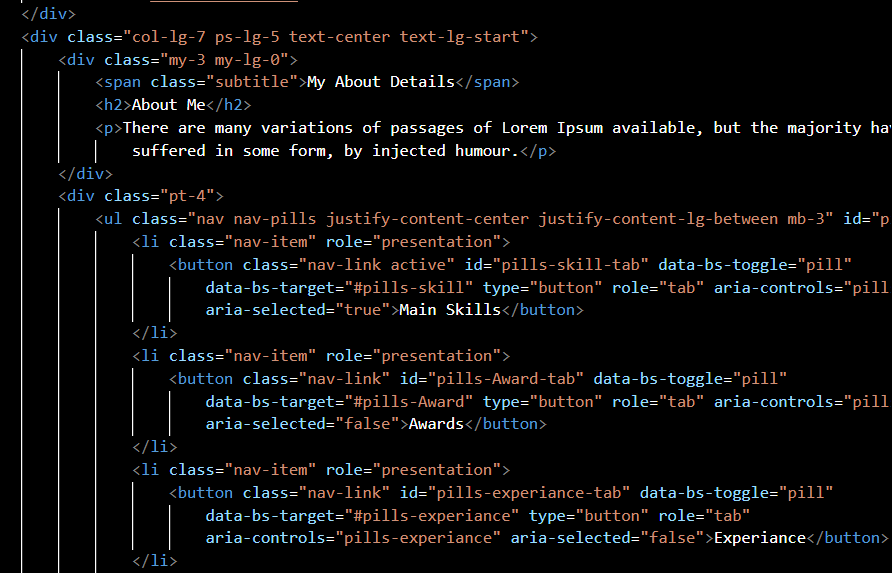 </div>
<div class="col-lg-7 ps-lg-5 text-center text-lg-start">
<div class="my-3 my-lg-0">
<span class="subtitle">My About Details</span>
<h2>About Me</h2>
<p>There are many variations of passages of Lorem Ipsum available, but the majority hav
suffered in some form, by injected humour.</p>
</div>
<div class="pt-4">
<ul class="nav nav-pills justify-content-center justify-content-lg-between mb-3" id="p
<li class="nav-item" role="presentation">
<button class="nav-link active" id="pills-skill-tab" data-bs-toggle="pill"
data-bs-target="#pills-skill" type="button" role="tab" aria-controls="pill
aria-selected="true">Main Skills</button>
</li>
<li class="nav-item" role="presentation">
<button class="nav-link" id="pills-Award-tab" data-bs-toggle="pill"
data-bs-target="#pills-Award" type="button" role="tab" aria-controls="pill
aria-selected="false">Awards</button>
</li>
<li class="nav-item" role="presentation">
<button class="nav-link" id="pills-experiance-tab" data-bs-toggle="pill"
data-bs-target="#pills-experiance" type="button" role="tab"
aria-controls="pills-experiance" aria-selected="false">Experiance</button>
</li>